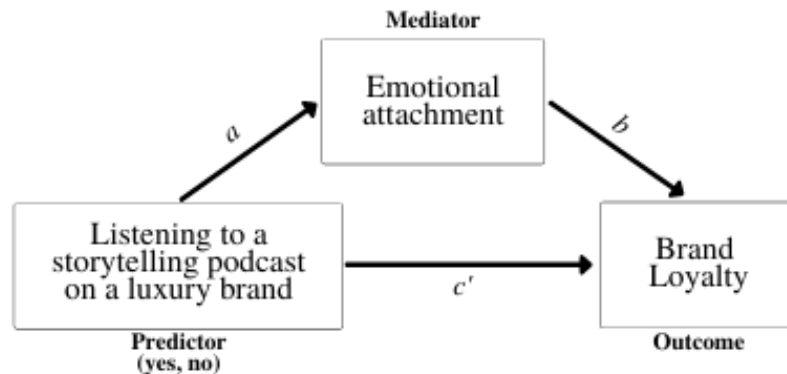 Mediator
Emotional
attachment
a
b
Listening to a
storytelling podcast
on a luxury brand
c'
Brand
Loyalty
Predictor
(yes, no)
Outcome